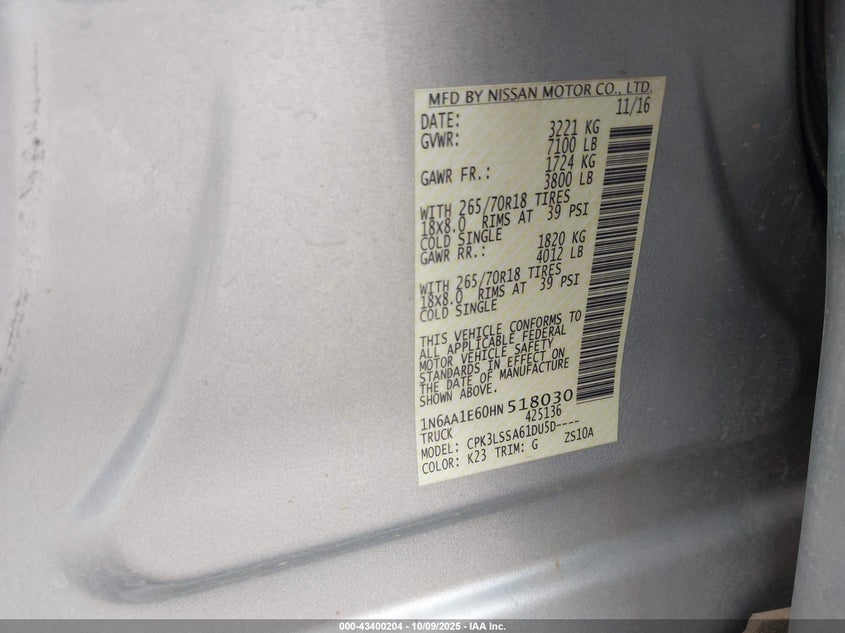 MFD BY NISSAN MOTOR CO., LTD.
DATE: 11/16
GVWR: 3221 KG
7100 LB
GAWR FR.: 1724 KG
3800 LB
WITH 265/70R18 TIRES
18x8.0 RIMS AT 39 PSI
COLD SINGLE
GAWR RR.: 1820 KG
4012 LB
WITH 265/70R18 TIRES
18x8.0 RIMS AT 39 PSI
COLD SINGLE
THIS VEHICLE CONFORMS TO
ALL APPLICABLE FEDERAL
MOTOR VEHICLE SAFETY
STANDARDS IN EFFECT ON
THE DATE OF MANUFACTURE
SHOWN ABOVE.
1N6AA1E60HN518030
TRUCK 425136
MODEL: CPK3LSSA61DU5D----
COLOR: K23 TRIM: G ZS10A
000-43400204 - 10/09/2025 - IAA Inc.